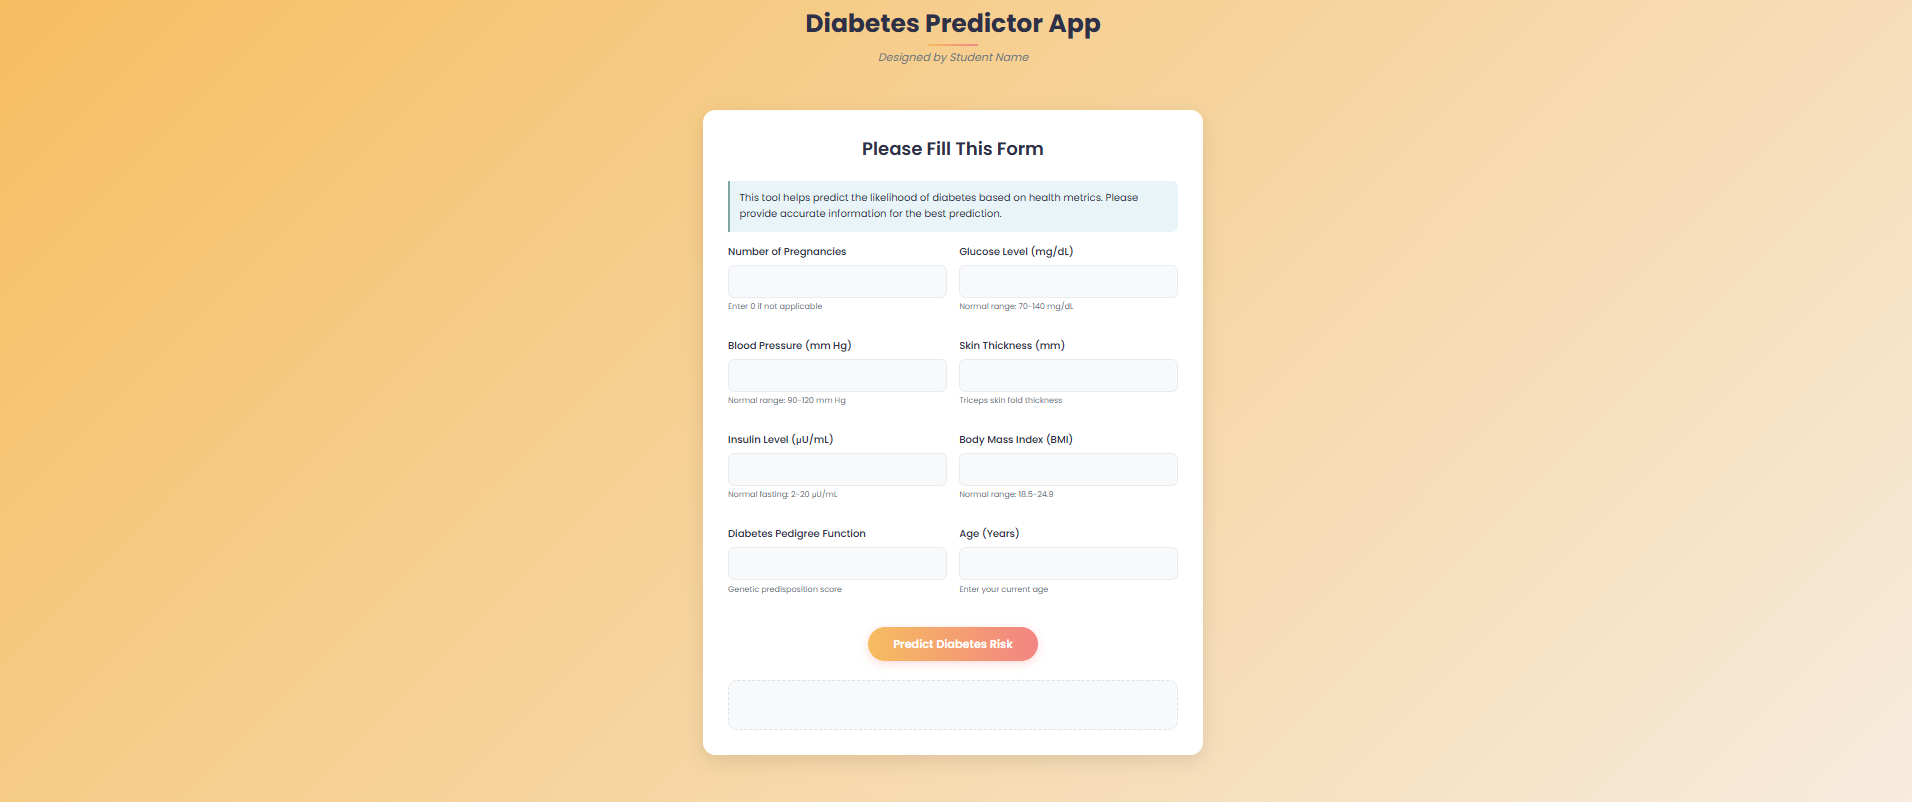 Diabetes Predictor App
Designed by Student Name
Please Fill This Form
This tool helps predict the likelihood of diabetes based on health metrics. Please
provide accurate information for the best prediction.
Number of Pregnancies
Enter 0 if not applicable
Glucose Level (mg/dL)
Normal range: 70-140 mg/dL
Blood Pressure (mm Hg)
Normal range: 90-120 mm Hg
Skin Thickness (mm)
Triceps skin fold thickness
Insulin Level (μU/mL)
Normal fasting: 2-20 μU/mL
Body Mass Index (BMI)
Normal range: 18.5-24.9
Diabetes Pedigree Function
Genetic predisposition score
Age (Years)
Enter your current age
Predict Diabetes Risk